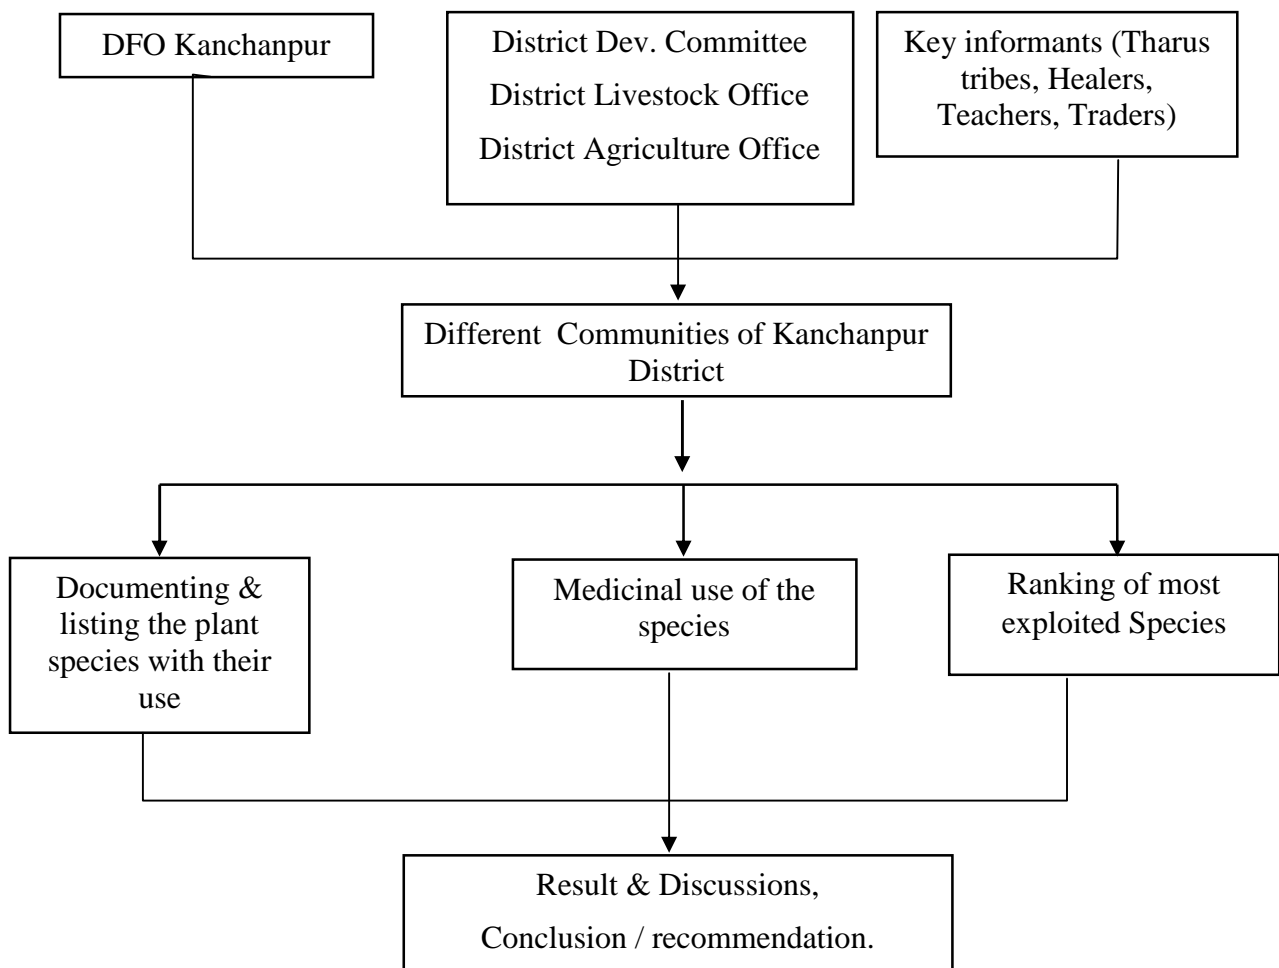 DFO Kanchanpur
District Dev. Committee
District Livestock Office
District Agriculture Office
Key informants (Tharus
tribes, Healers,
Teachers, Traders)
Different  Communities of Kanchanpur
District
Documenting &
listing the plant
species with their
use
Medicinal use of the
species
Ranking of most
exploited Species
Result & Discussions,
Conclusion / recommendation.